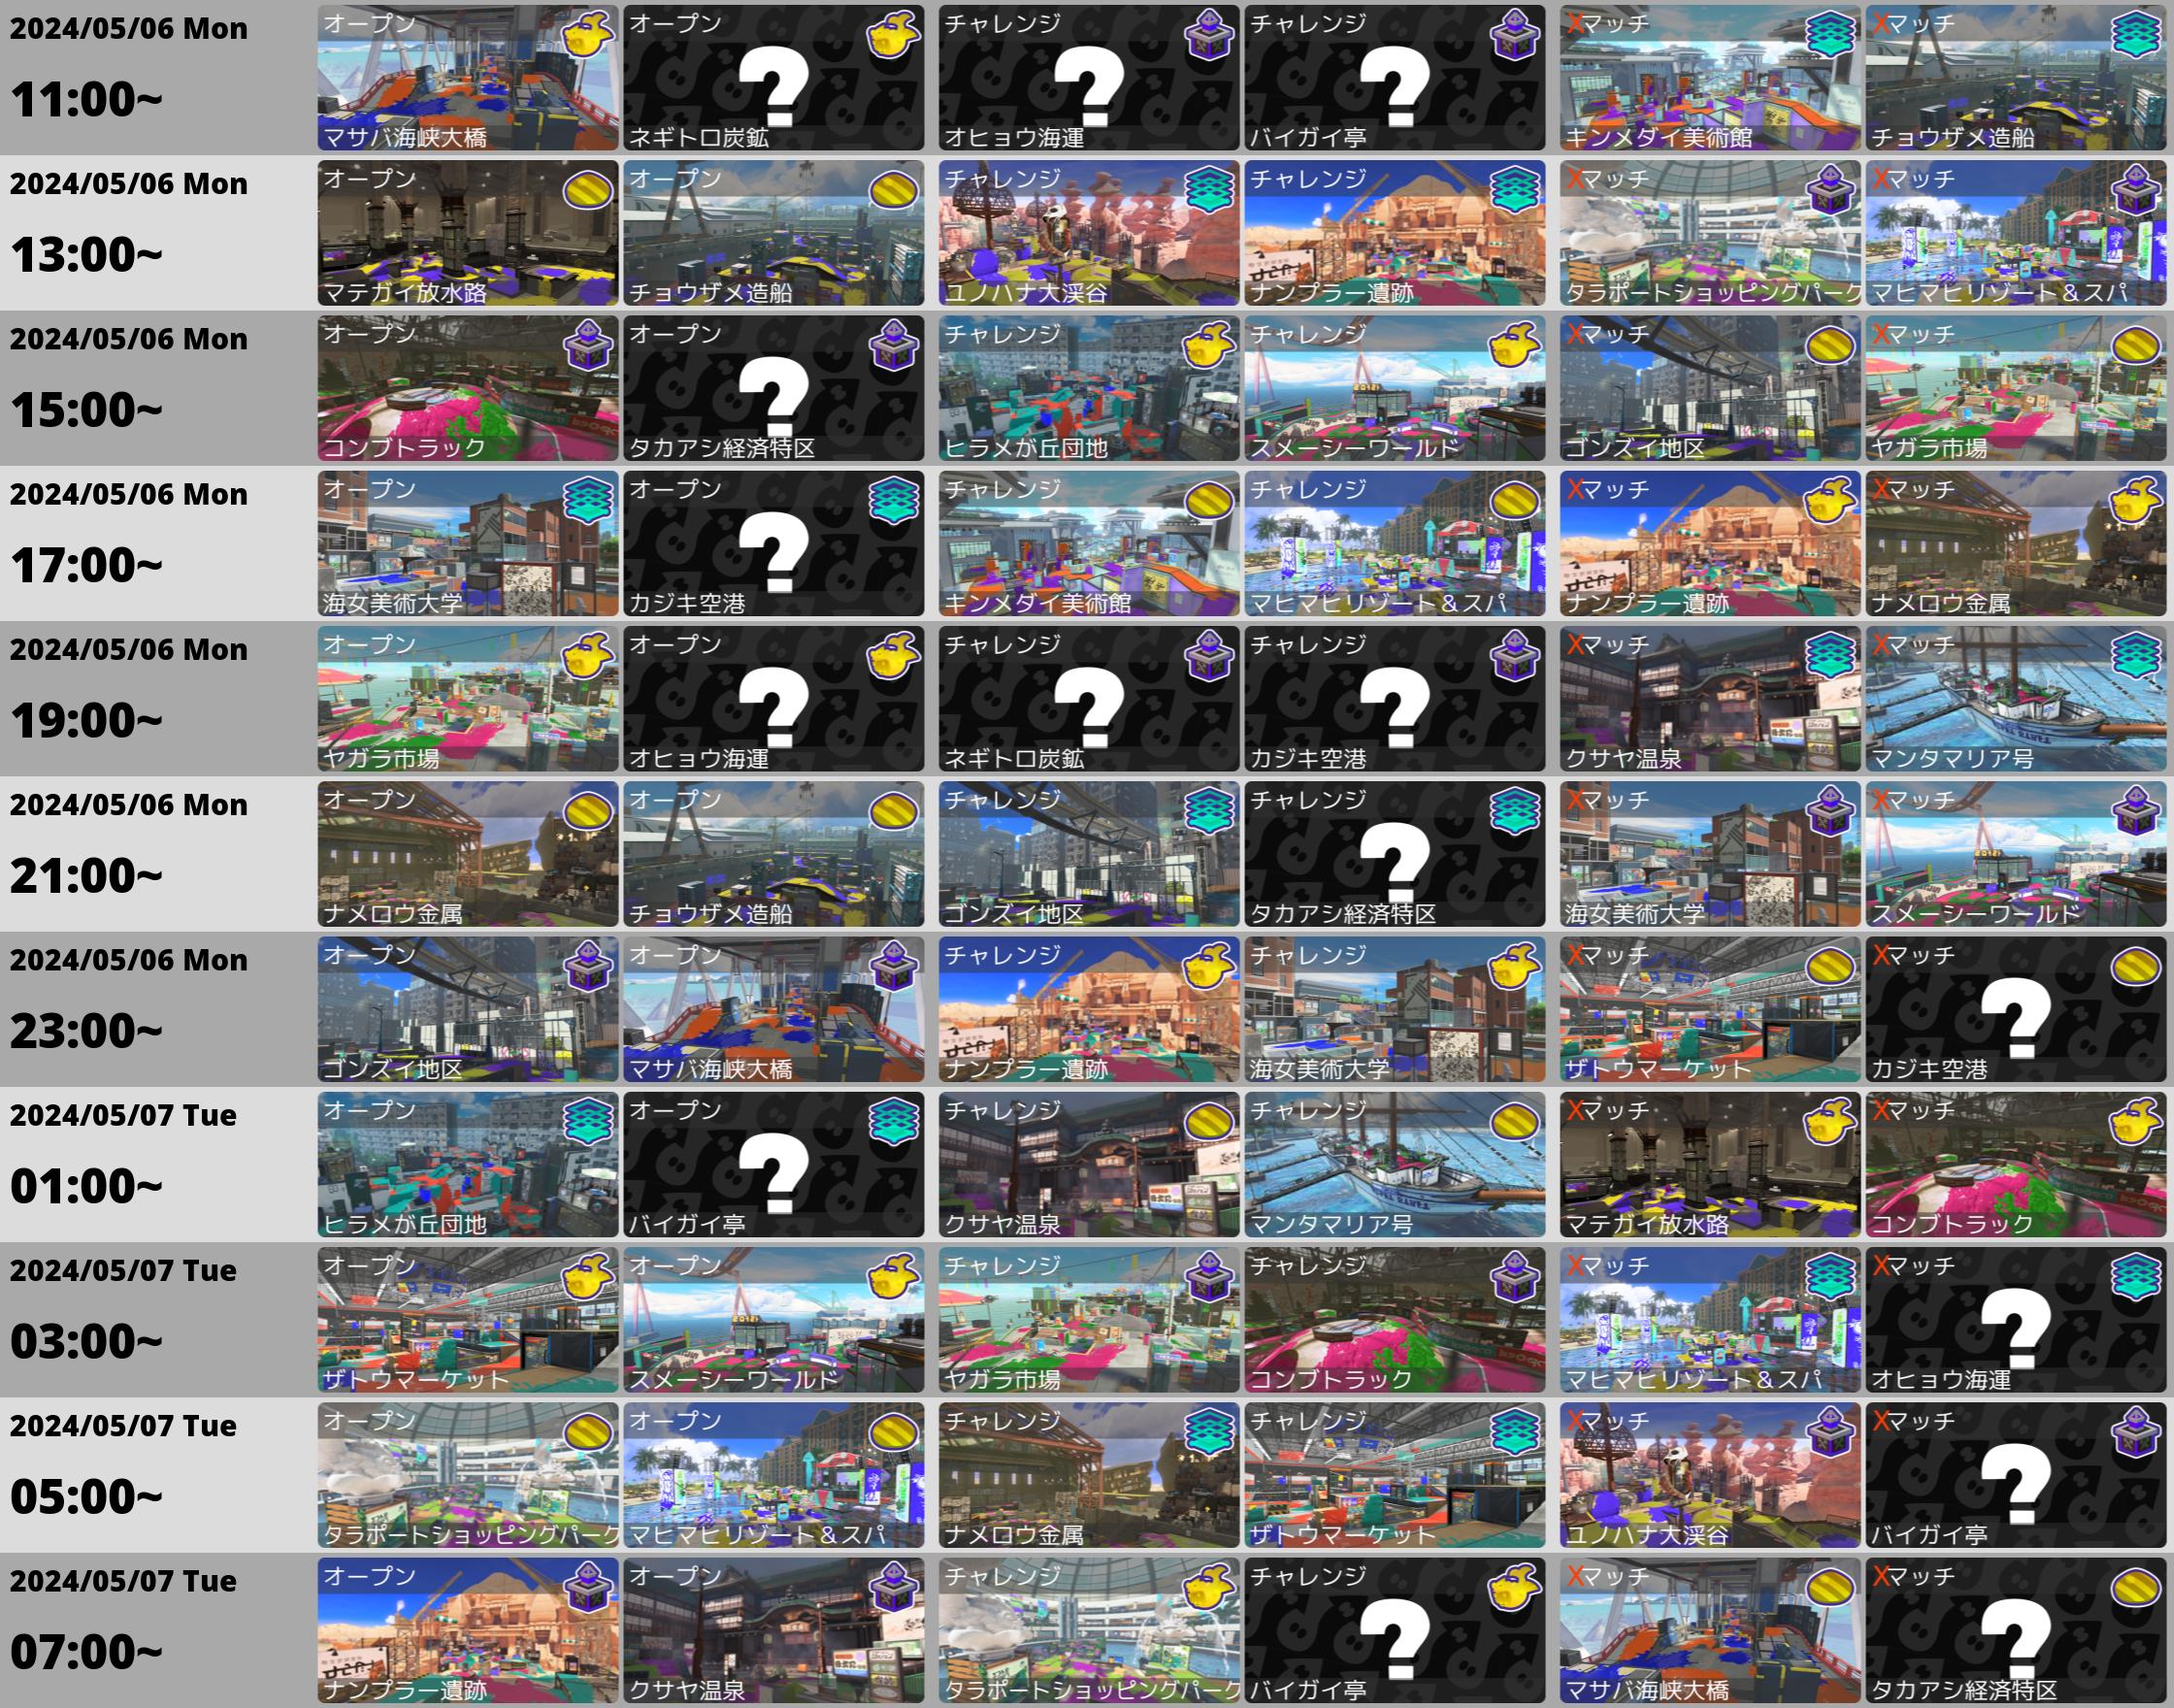 2024/05/06 Mon
11:00~
オープン
マサバ海峡大橋
オープン
ネギトロ炭鉱
チャレンジ
オヒョウ海運
チャレンジ
バイガイ亭
Xマッチ
キンメダイ美術館
Xマッチ
チョウザメ造船
2024/05/06 Mon
13:00~
オープン
マテガイ放水路
オープン
チョウザメ造船
チャレンジ
ユノハナ大渓谷
チャレンジ
ナンプラー遺跡
Xマッチ
タラポートショッピングパーク
Xマッチ
マヒマヒリゾート&スパ
2024/05/06 Mon
15:00~
オープン
コンブトラック
オープン
タカアシ経済特区
チャレンジ
ヒラメが丘団地
チャレンジ
スメーシーワールド
Xマッチ
ゴンズイ地区
Xマッチ
ヤガラ市場
2024/05/06 Mon
17:00~
オープン
海女美術大学
オープン
カジキ空港
チャレンジ
キンメダイ美術館
チャレンジ
マヒマヒリゾート&スパ
Xマッチ
ナンプラー遺跡
Xマッチ
ナメロウ金属
2024/05/06 Mon
19:00~
オープン
ヤガラ市場
オープン
オヒョウ海運
チャレンジ
ネギトロ炭鉱
チャレンジ
カジキ空港
Xマッチ
クサヤ温泉
Xマッチ
マンタマリア号
2024/05/06 Mon
21:00~
オープン
ナメロウ金属
オープン
チョウザメ造船
チャレンジ
ゴンズイ地区
チャレンジ
タカアシ経済特区
Xマッチ
海女美術大学
Xマッチ
スメーシーワールド
2024/05/06 Mon
23:00~
オープン
ゴンズイ地区
オープン
マサバ海峡大橋
チャレンジ
ナンプラー遺跡
チャレンジ
海女美術大学
Xマッチ
ザトウマーケット
Xマッチ
カジキ空港
2024/05/07 Tue
01:00~
オープン
ヒラメが丘団地
オープン
バイガイ亭
チャレンジ
クサヤ温泉
チャレンジ
マンタマリア号
Xマッチ
マテガイ放水路
Xマッチ
コンブトラック
2024/05/07 Tue
03:00~
オープン
ザトウマーケット
オープン
スメーシーワールド
チャレンジ
ヤガラ市場
チャレンジ
コンブトラック
Xマッチ
マヒマヒリゾート&スパ
Xマッチ
オヒョウ海運
2024/05/07 Tue
05:00~
オープン
タラポートショッピングパーク
オープン
マヒマヒリゾート&スパ
チャレンジ
ナメロウ金属
チャレンジ
ザトウマーケット
Xマッチ
ユノハナ大渓谷
Xマッチ
バイガイ亭
2024/05/07 Tue
07:00~
オープン
ナンプラー遺跡
オープン
クサヤ温泉
チャレンジ
タラポートショッピングパーク
チャレンジ
バイガイ亭
Xマッチ
マサバ海峡大橋
Xマッチ
タカアシ経済特区